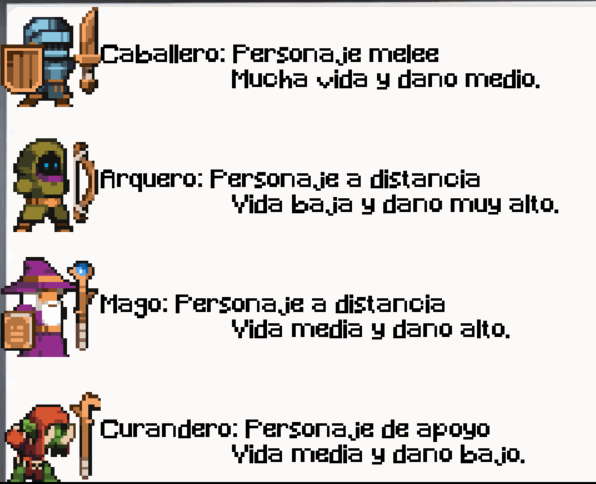 Caballero: Personaje melee
Mucha vida y dano medio.
Arquero: Personaje a distancia
Vida baja y dano muy alto.
Mago: Personaje a distancia
Vida media y dano alto.
Curandero: Personaje de apoyo
Vida media y dano bajo.